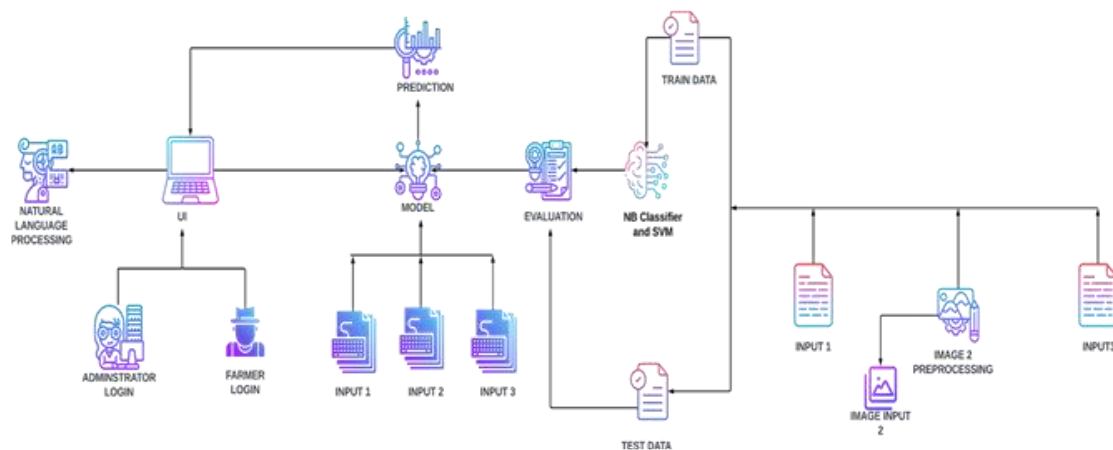 PREDICTION
TRAIN DATA
NATURAL
LANGUAGE
PROCESSING
UI
MODEL
EVALUATION
NB Classifier
and SVM
ADMINSTRATOR
LOGIN
FARMER
LOGIN
INPUT 1
INPUT 2
INPUT 3
TEST DATA
INPUT 1
IMAGE 2
PREPROCESSING
IMAGE INPUT
2
INPUT3